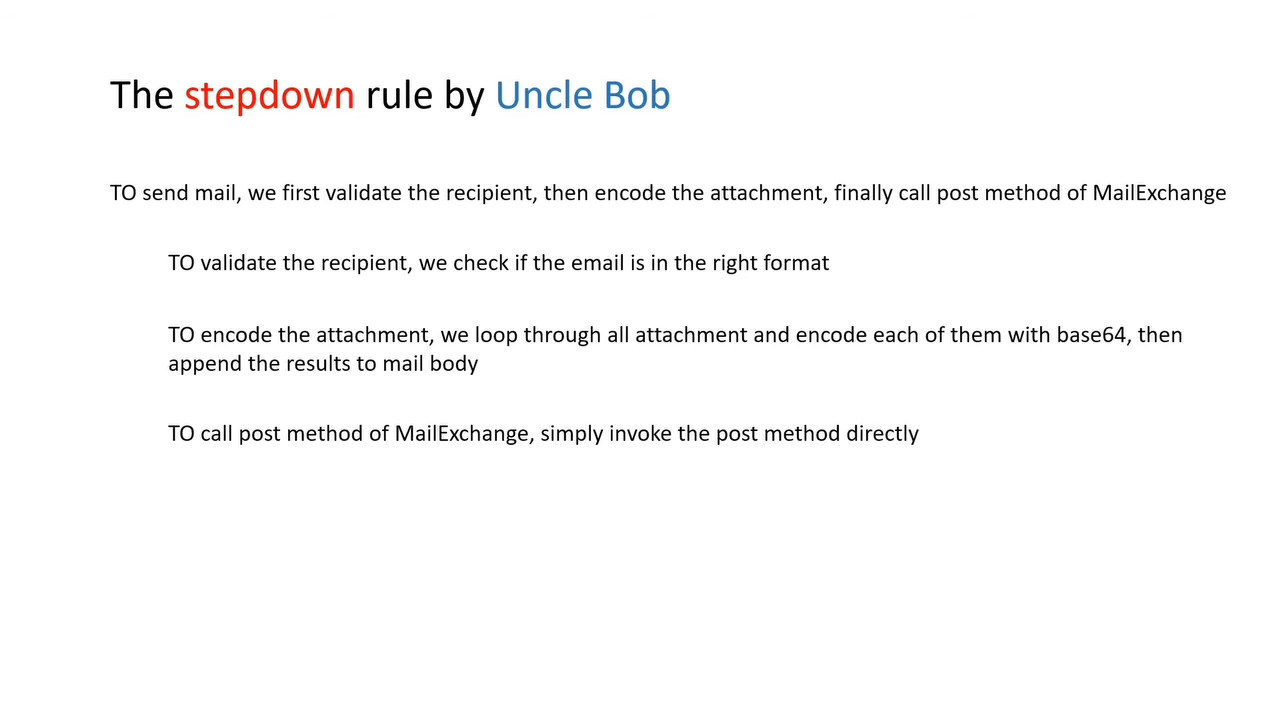 The stepdown rule by Uncle Bob
TO send mail, we first validate the recipient, then encode the attachment, finally call post method of MailExchange
TO validate the recipient, we check if the email is in the right format
TO encode the attachment, we loop through all attachment and encode each of them with base64, then
append the results to mail body
TO call post method of MailExchange, simply invoke the post method directly